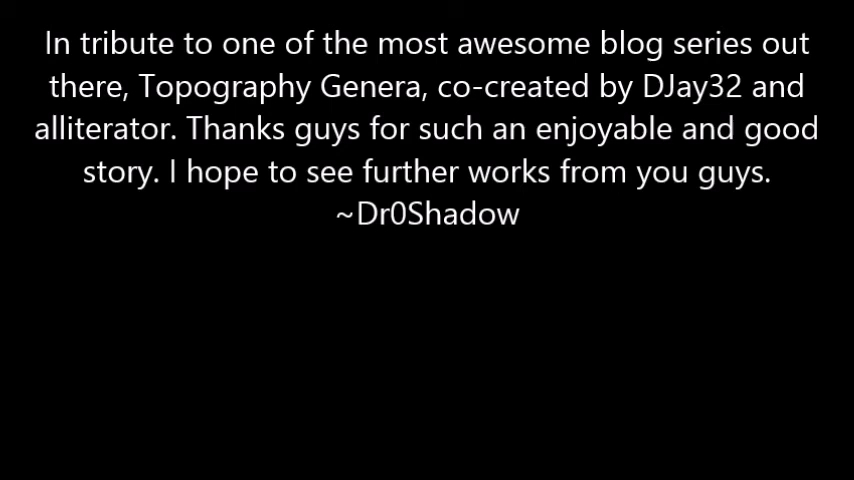 In tribute to one of the most awesome blog series out
there, Topography Genera, co-created by DJay32 and
alliterator. Thanks guys for such an enjoyable and good
story. I hope to see further works from you guys.
~Dr0Shadow